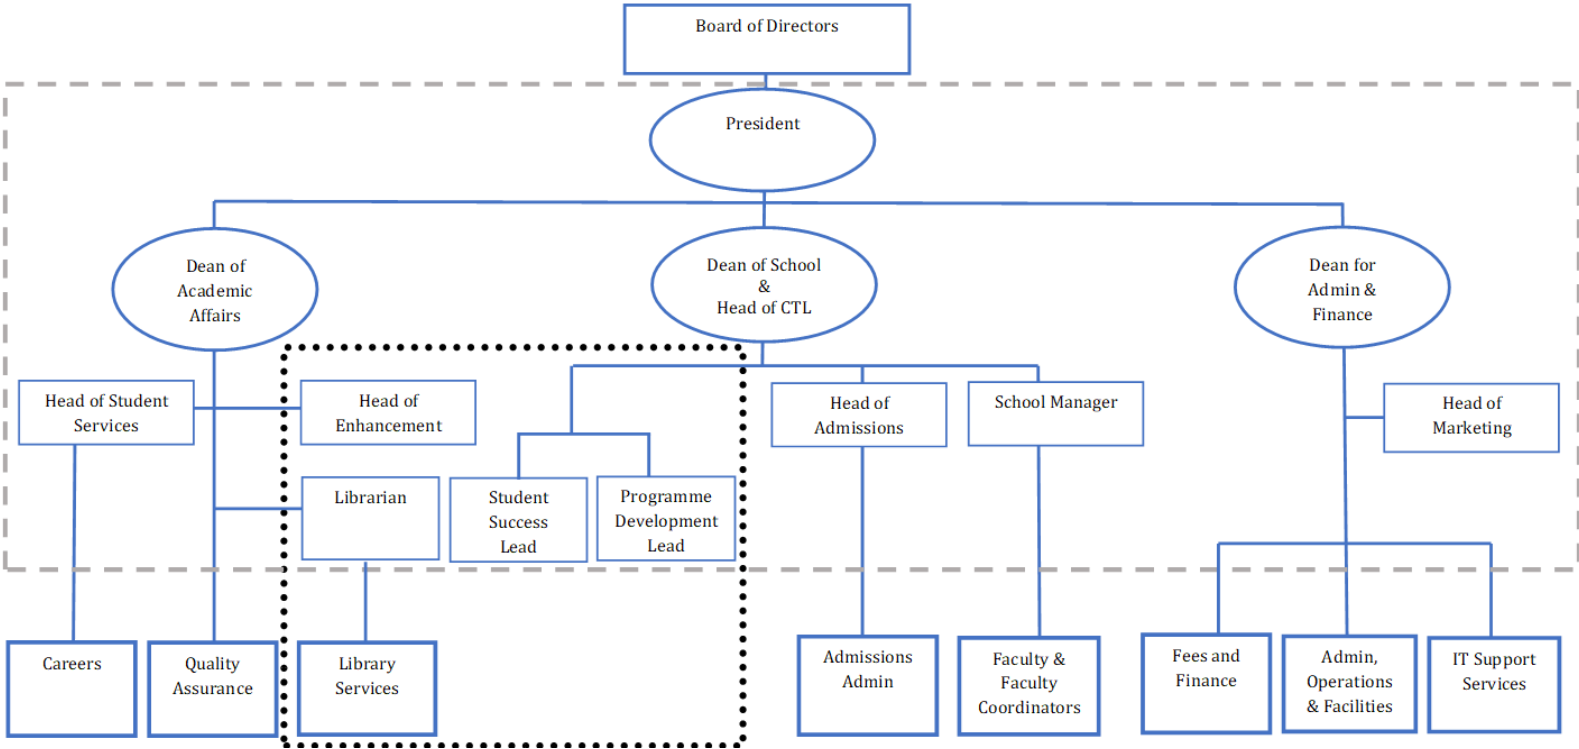 Board of Directors
President
Dean of
Academic
Affairs
Dean of School
&
Head of CTL
Dean for
Admin &
Finance
Head of Student
Services
Head of
Enhancement
Head of
Admissions
School Manager
Head of
Marketing
Librarian
Student
Success
Lead
Programme
Development
Lead
Careers
Quality
Assurance
Library
Services
Admissions
Admin
Faculty &
Faculty
Coordinators
Fees and
Finance
Admin,
Operations
& Facilities
IT Support
Services